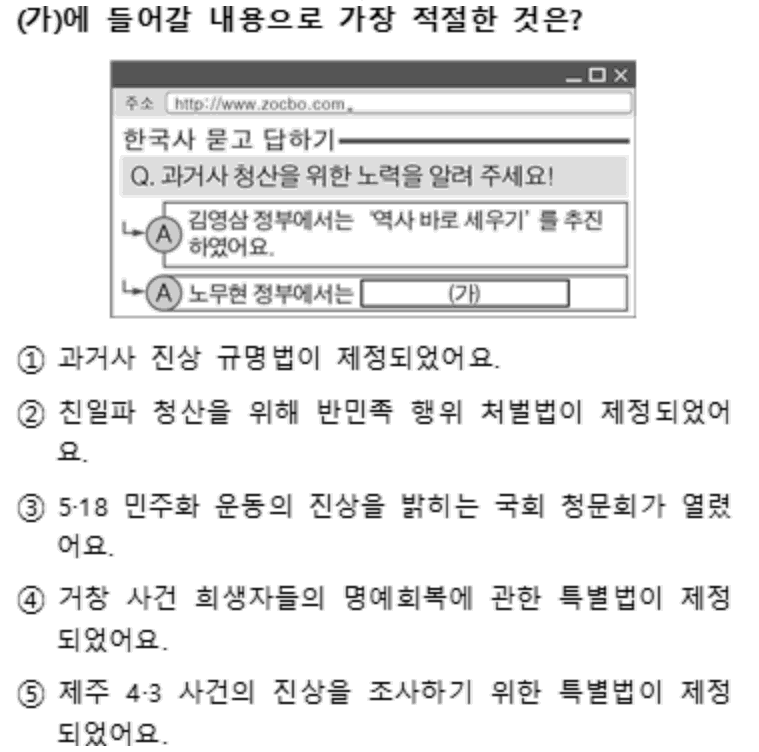 (가)에 들어갈 내용으로 가장 적절한 것은?
주소 http://www.zocbo.com
한국사 묻고 답하기
Q. 과거사 청산을 위한 노력을 알려 주세요!
A 김영삼 정부에서는 '역사 바로 세우기' 를 추진
하였어요.
A 노무현 정부에서는 (가)
① 과거사 진상 규명법이 제정되었어요.
② 친일파 청산을 위해 반민족 행위 처벌법이 제정되었어
요.
③ 5·18 민주화 운동의 진상을 밝히는 국회 청문회가 열렸
어요.
④ 거창 사건 희생자들의 명예회복에 관한 특별법이 제정
되었어요.
⑤ 제주 4·3 사건의 진상을 조사하기 위한 특별법이 제정
되었어요.